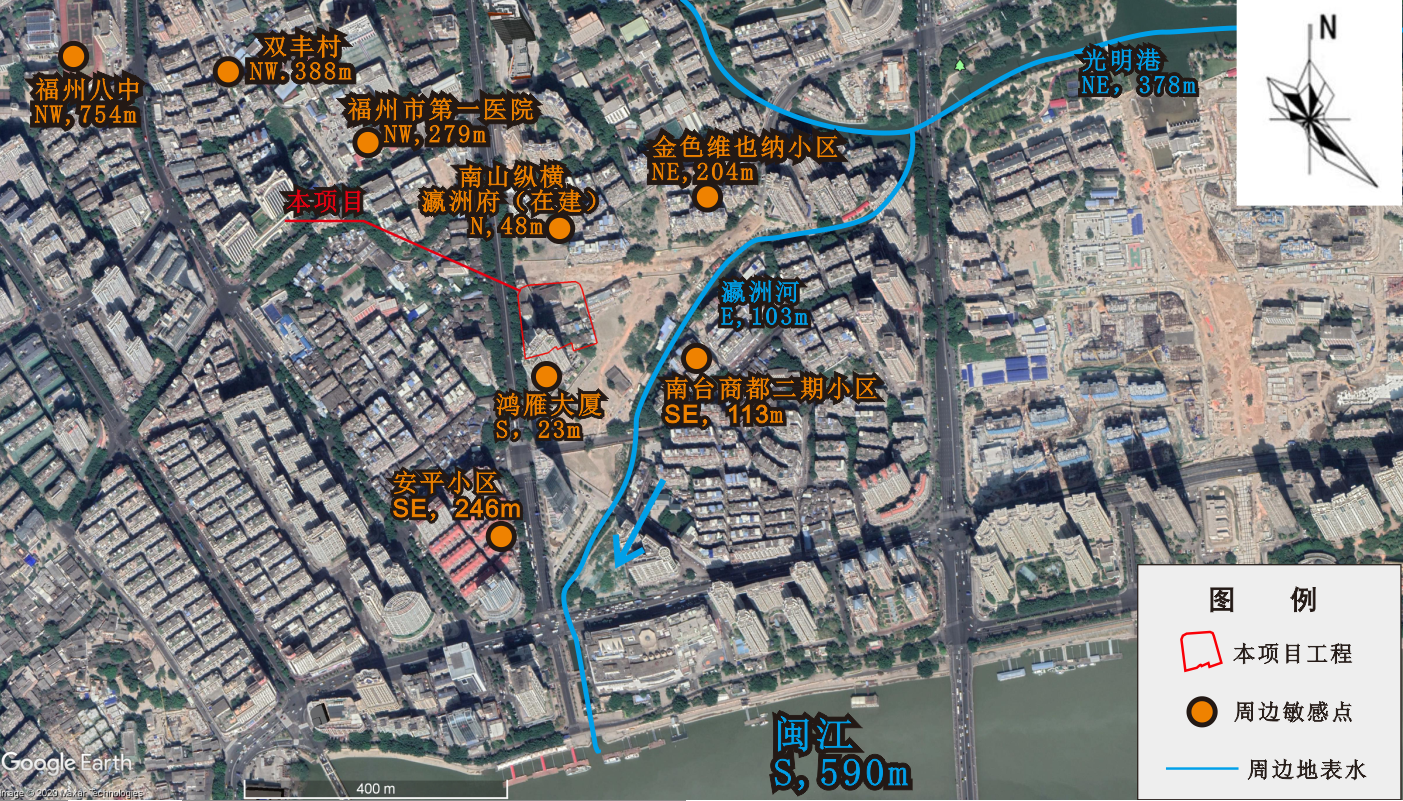 N
双丰村
NW,388m
光明港
NE，378m
福州八中
NW,754m
福州市第一医院
NW,279m
金色维也纳小区
NE,204m
南山纵横
瀛洲府（在建）
N,48m
本项目
瀛洲河
E,103m
南台商都二期小区
SE，113m
鸿雁大厦
S，23m
安平小区
SE，246m
闽江
S,590m
图 例
本项目工程
周边敏感点
周边地表水
Google Earth
400 m